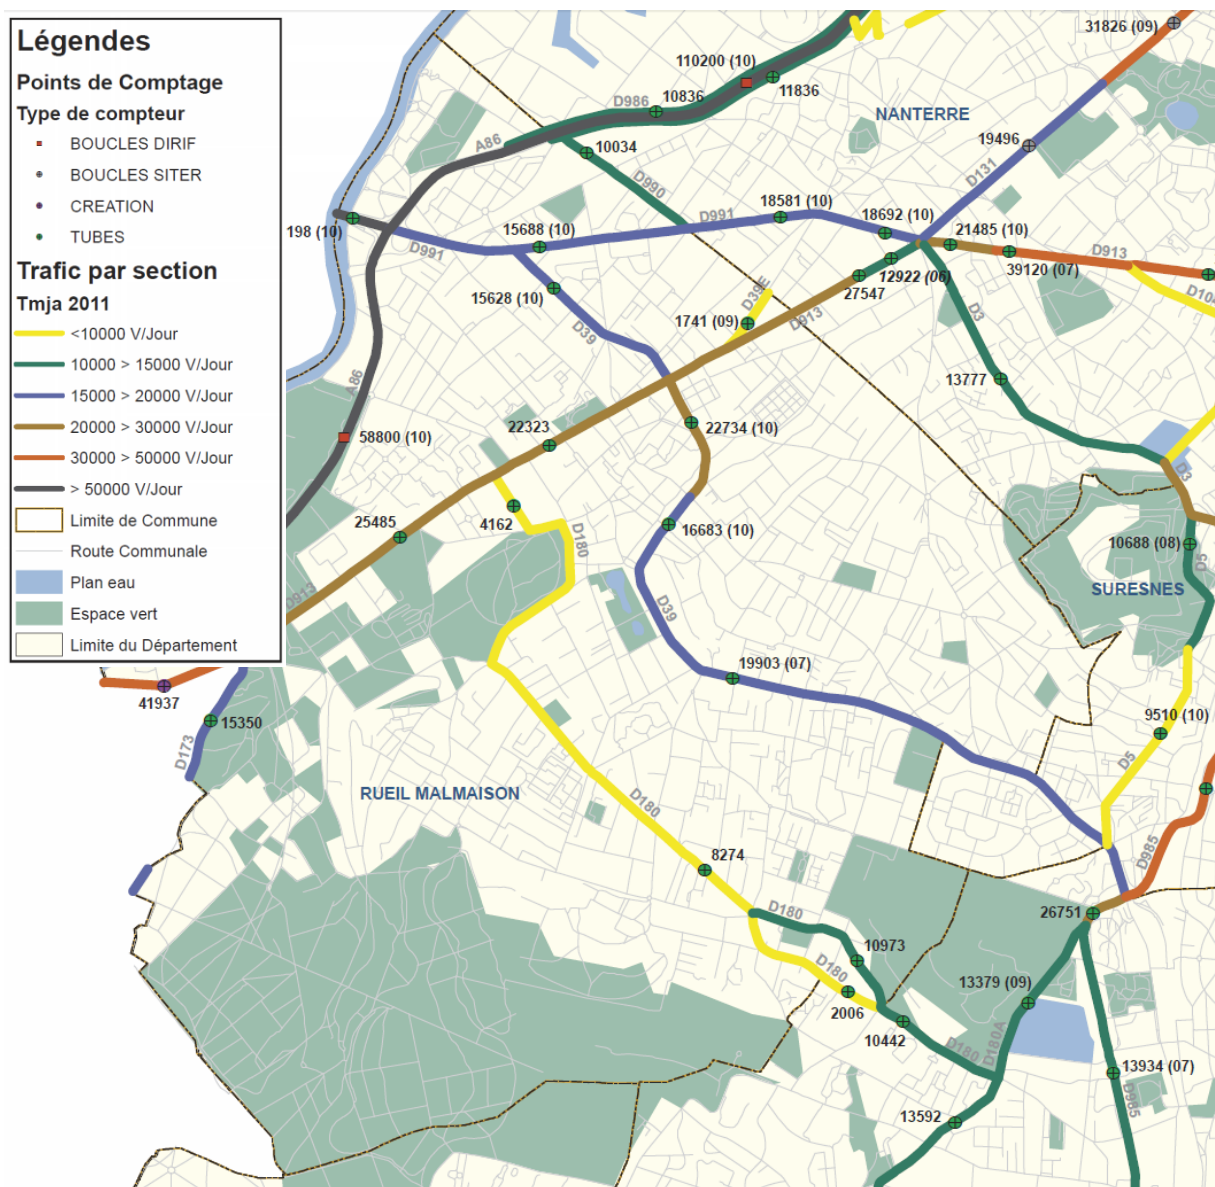 Légendes
Points de Comptage
Type de compteur
BOUCLES DIRIF
BOUCLES SITER
CREATION
TUBES
Trafic par section
Tmja 2011
<10000 V/Jour
10000 > 15000 V/Jour
15000 > 20000 V/Jour
20000 > 30000 V/Jour
30000 > 50000 V/Jour
> 50000 V/Jour
Limite de Commune
Route Communale
Plan eau
Espace vert
Limite du Département
31826 (09)
110200 (10)
11836
D986
10836
NANTERRE
A86
10034
19496
D131
D990
198 (10)
D991
15688 (10)
D991
18581 (10)
18692 (10)
21485 (10)
D913
39120 (07)
12922 (06)
27547
15628 (10)
D39
D39E
1741 (09)
D913
D3
A86
13777
58800 (10)
22323
22734 (10)
D3
25485
4162
D180
16683 (10)
10688 (08)
D5
D913
D39
SURESNES
19903 (07)
41937
15350
D173
9510 (10)
D5
RUEIL MALMAISON
D180
D985
8274
D180
26751
10973
D180
2006
13379 (09)
10442
D180
D180A
13934 (07)
D985
13592